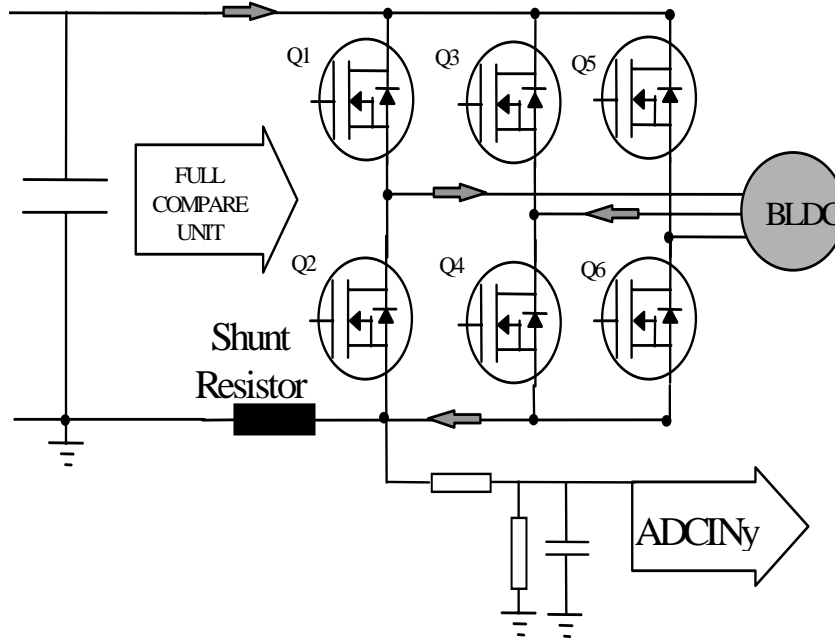 Q1
Q3
Q5
FULL
COMPARE
UNIT
BLDC
Q2
Q4
Q6
Shunt
Resistor
ADCINy